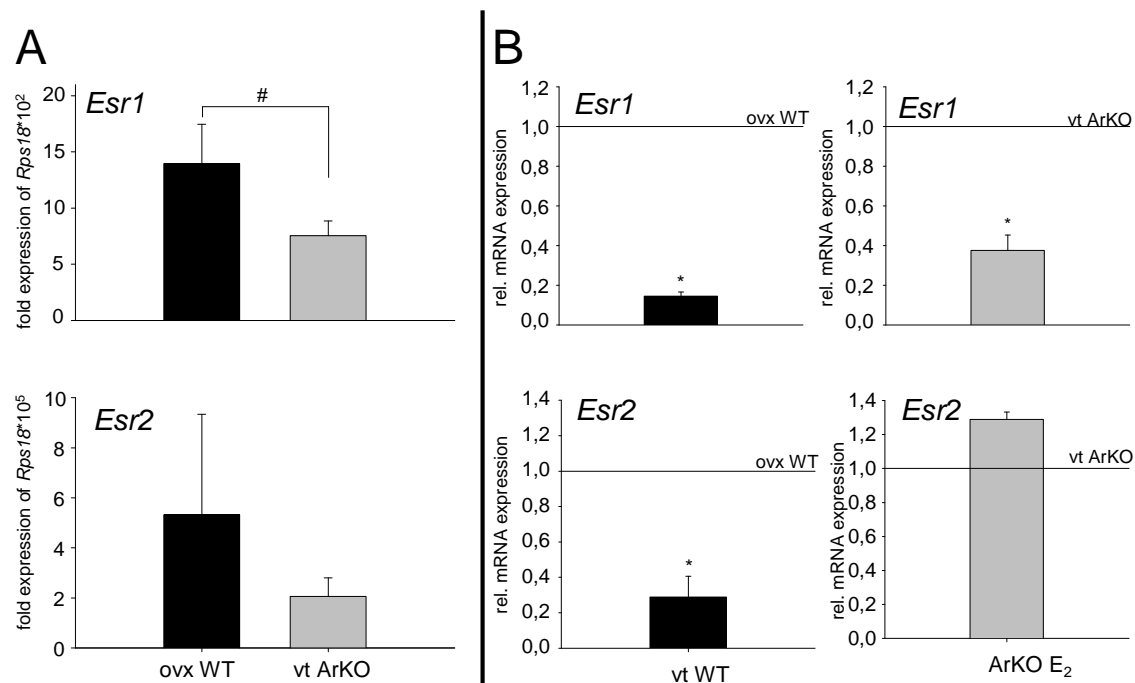 A
Esr1
#
fold expression of Rps18*10²
20
15
10
5
0
Esr2
fold expression of Rps18*10⁵
10
8
6
4
2
0
ovx WT
vt ArKO
B
Esr1
ovx WT
*
rel. mRNA expression
1,2
1,0
0,8
0,6
0,4
0,2
0,0
Esr1
vt ArKO
*
rel. mRNA expression
1,2
1,0
0,8
0,6
0,4
0,2
0,0
Esr2
ovx WT
*
rel. mRNA expression
1,4
1,2
1,0
0,8
0,6
0,4
0,2
0,0
vt WT
Esr2
vt ArKO
rel. mRNA expression
1,4
1,2
1,0
0,8
0,6
0,4
0,2
0,0
ArKO E₂